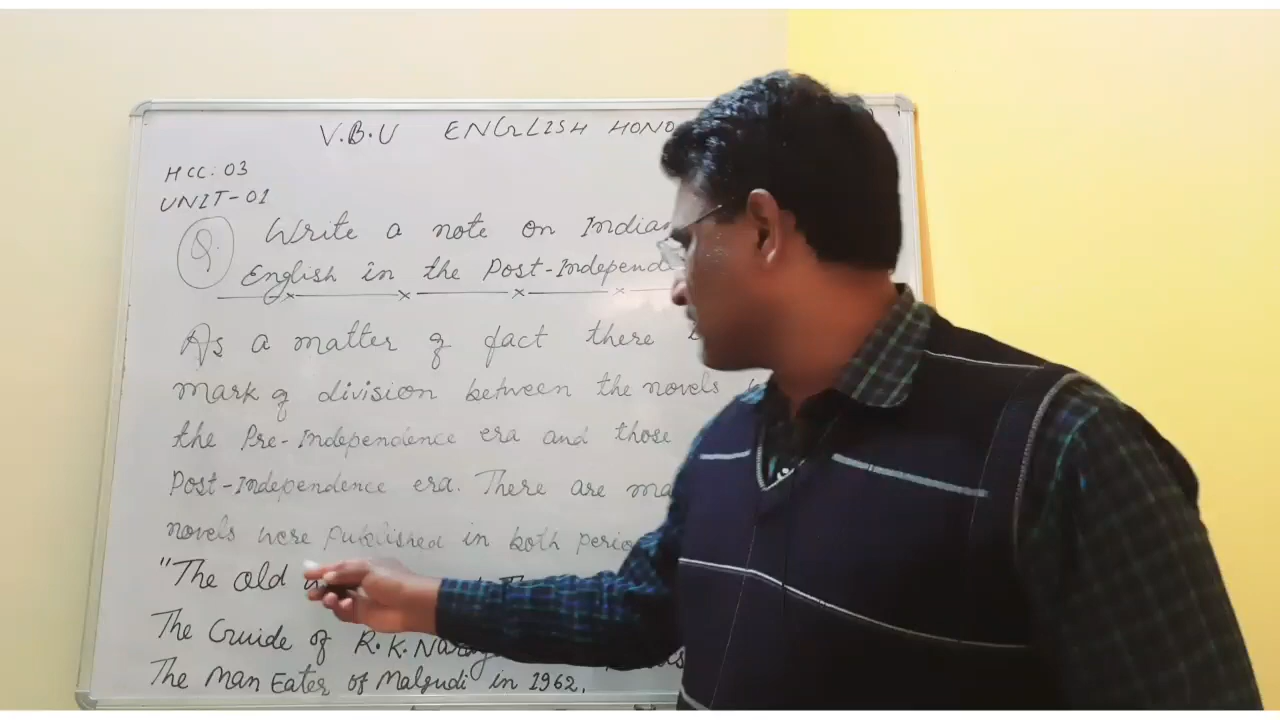 V.B.U ENGLISH HONO
HCC: 03
UNIT-01
Q. Write a note on Indian
English in the Post-Independ
As a matter of fact there
mark of division between the novels
the Pre-Independence era and those
Post-Independence era. There are ma
novels were published in both perio
"The old
The Guide of R.K.Naray
The Man Eater of Malgudi in 1962.